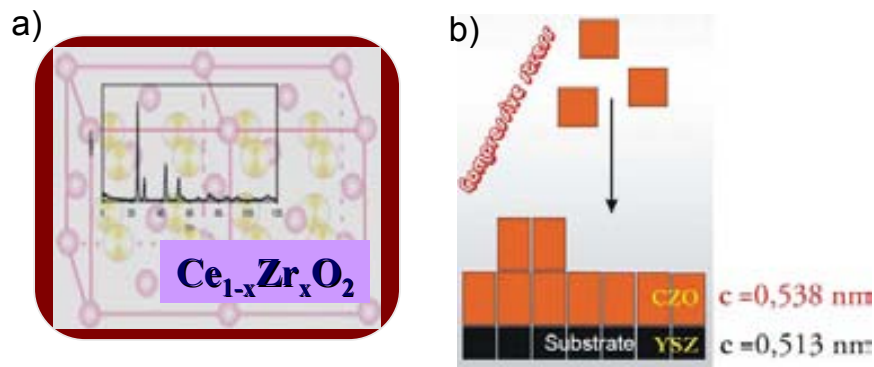 a)
Ce1-xZrxO2
b)
Compressive stress
CZO c=0,538 nm
Substrate YSZ c=0,513 nm